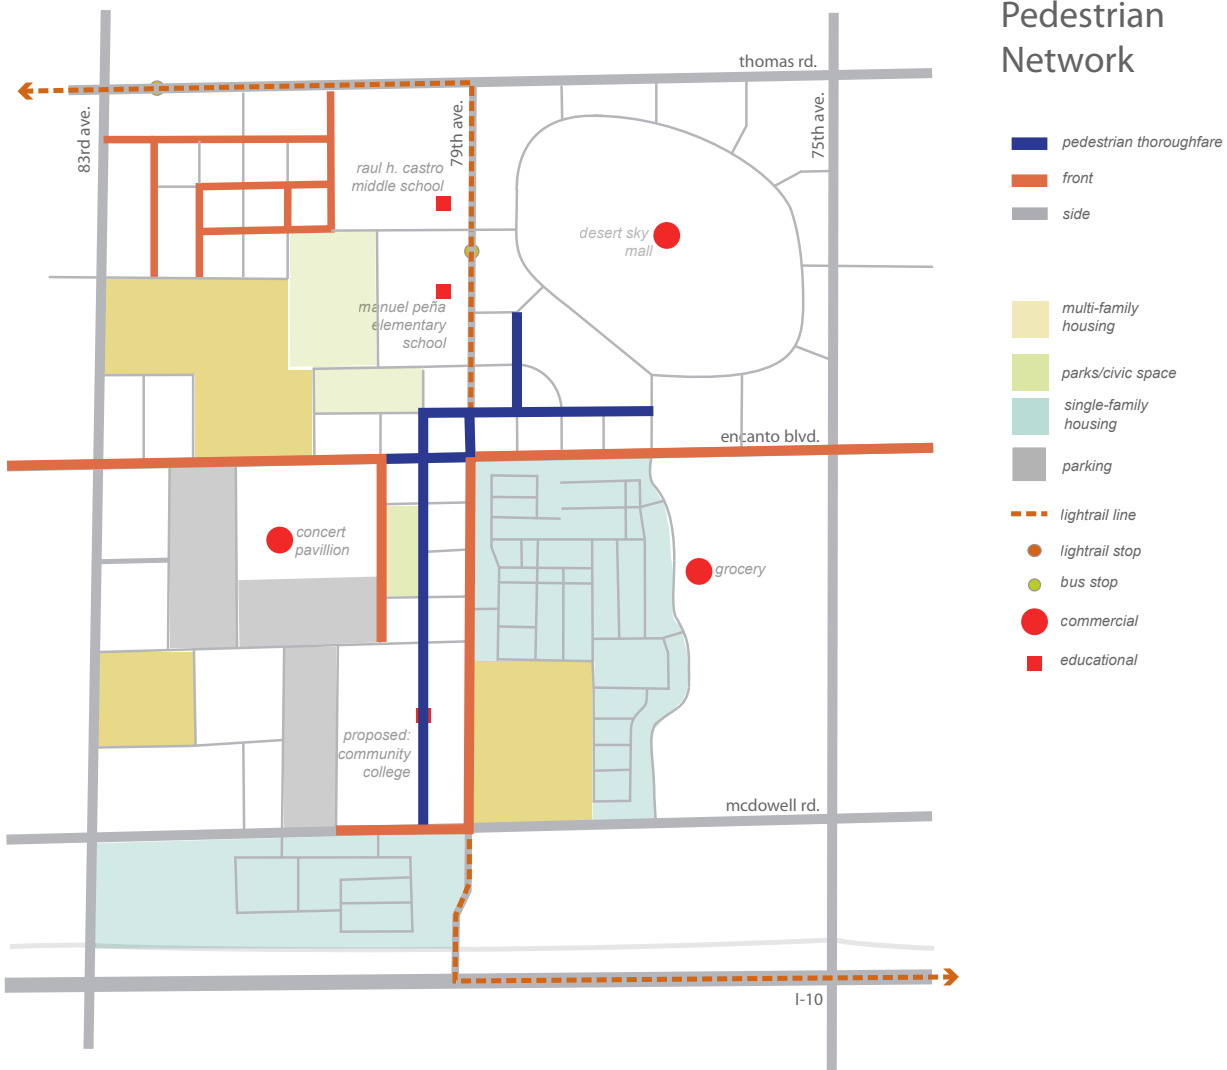 Pedestrian
Network
thomas rd.
83rd ave.
79th ave.
75th ave.
raul h. castro
middle school
desert sky
mall
manuel peña
elementary
school
encanto blvd.
concert
pavillion
grocery
proposed:
community
college
mcdowell rd.
I-10
pedestrian thoroughfare
front
side
multi-family
housing
parks/civic space
single-family
housing
parking
lightrail line
lightrail stop
bus stop
commercial
educational